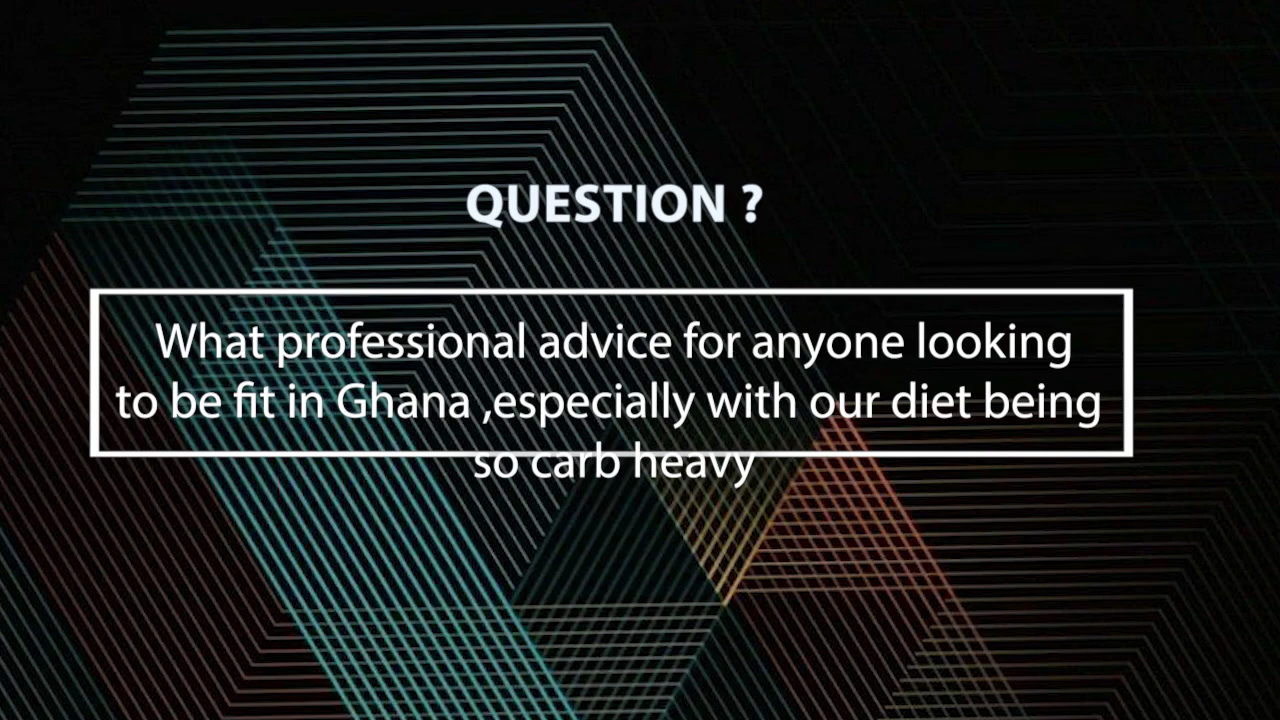 QUESTION ?
What professional advice for anyone looking
to be fit in Ghana ,especially with our diet being
so carb heavy